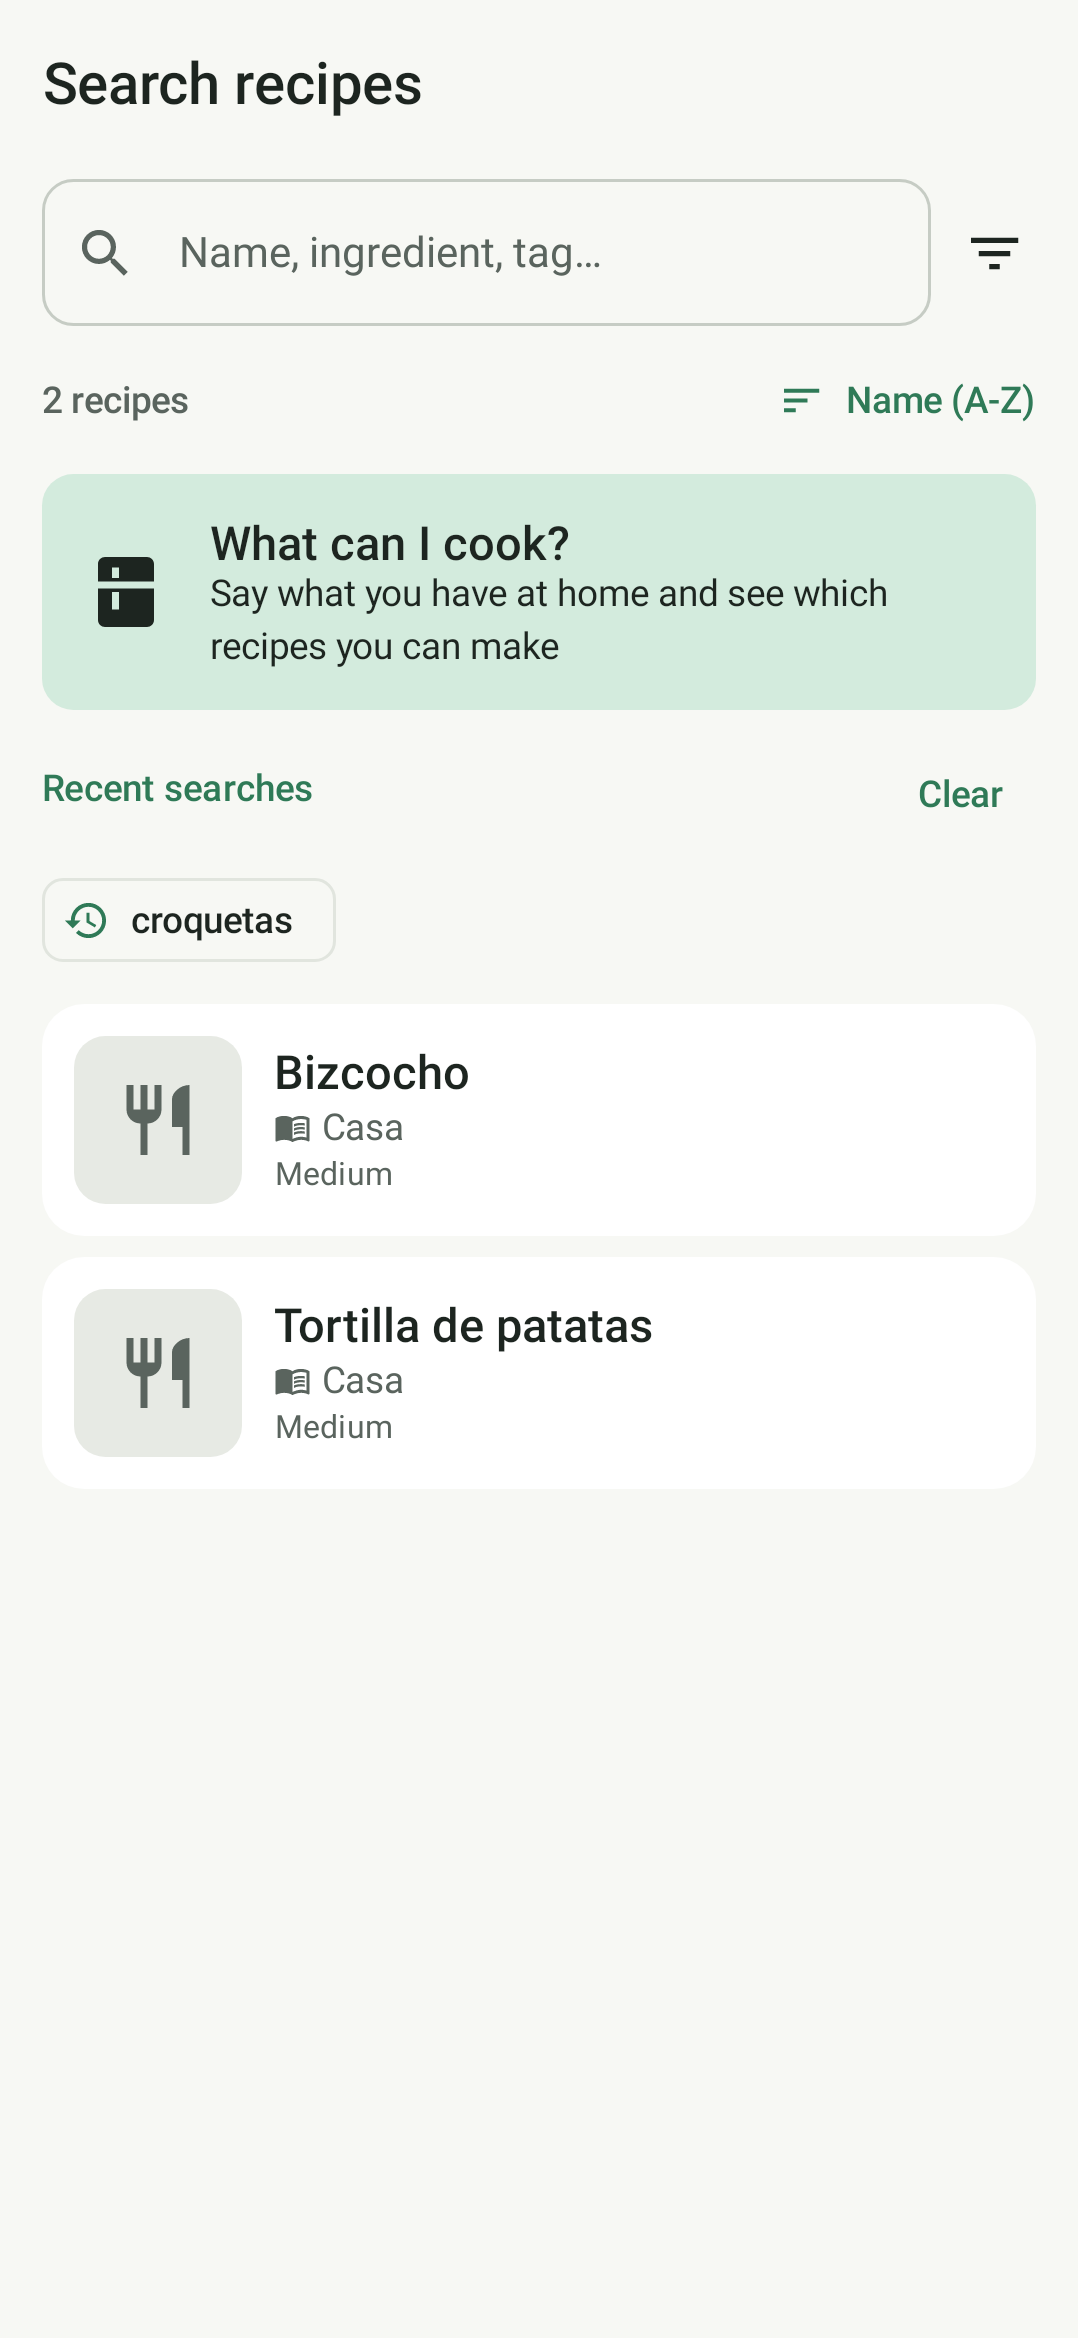 Search recipes
Name, ingredient, tag...
2 recipes
Name (A-Z)
What can I cook?
Say what you have at home and see which
recipes you can make
Recent searches
Clear
croquetas
Bizcocho
Casa
Medium
Tortilla de patatas
Casa
Medium